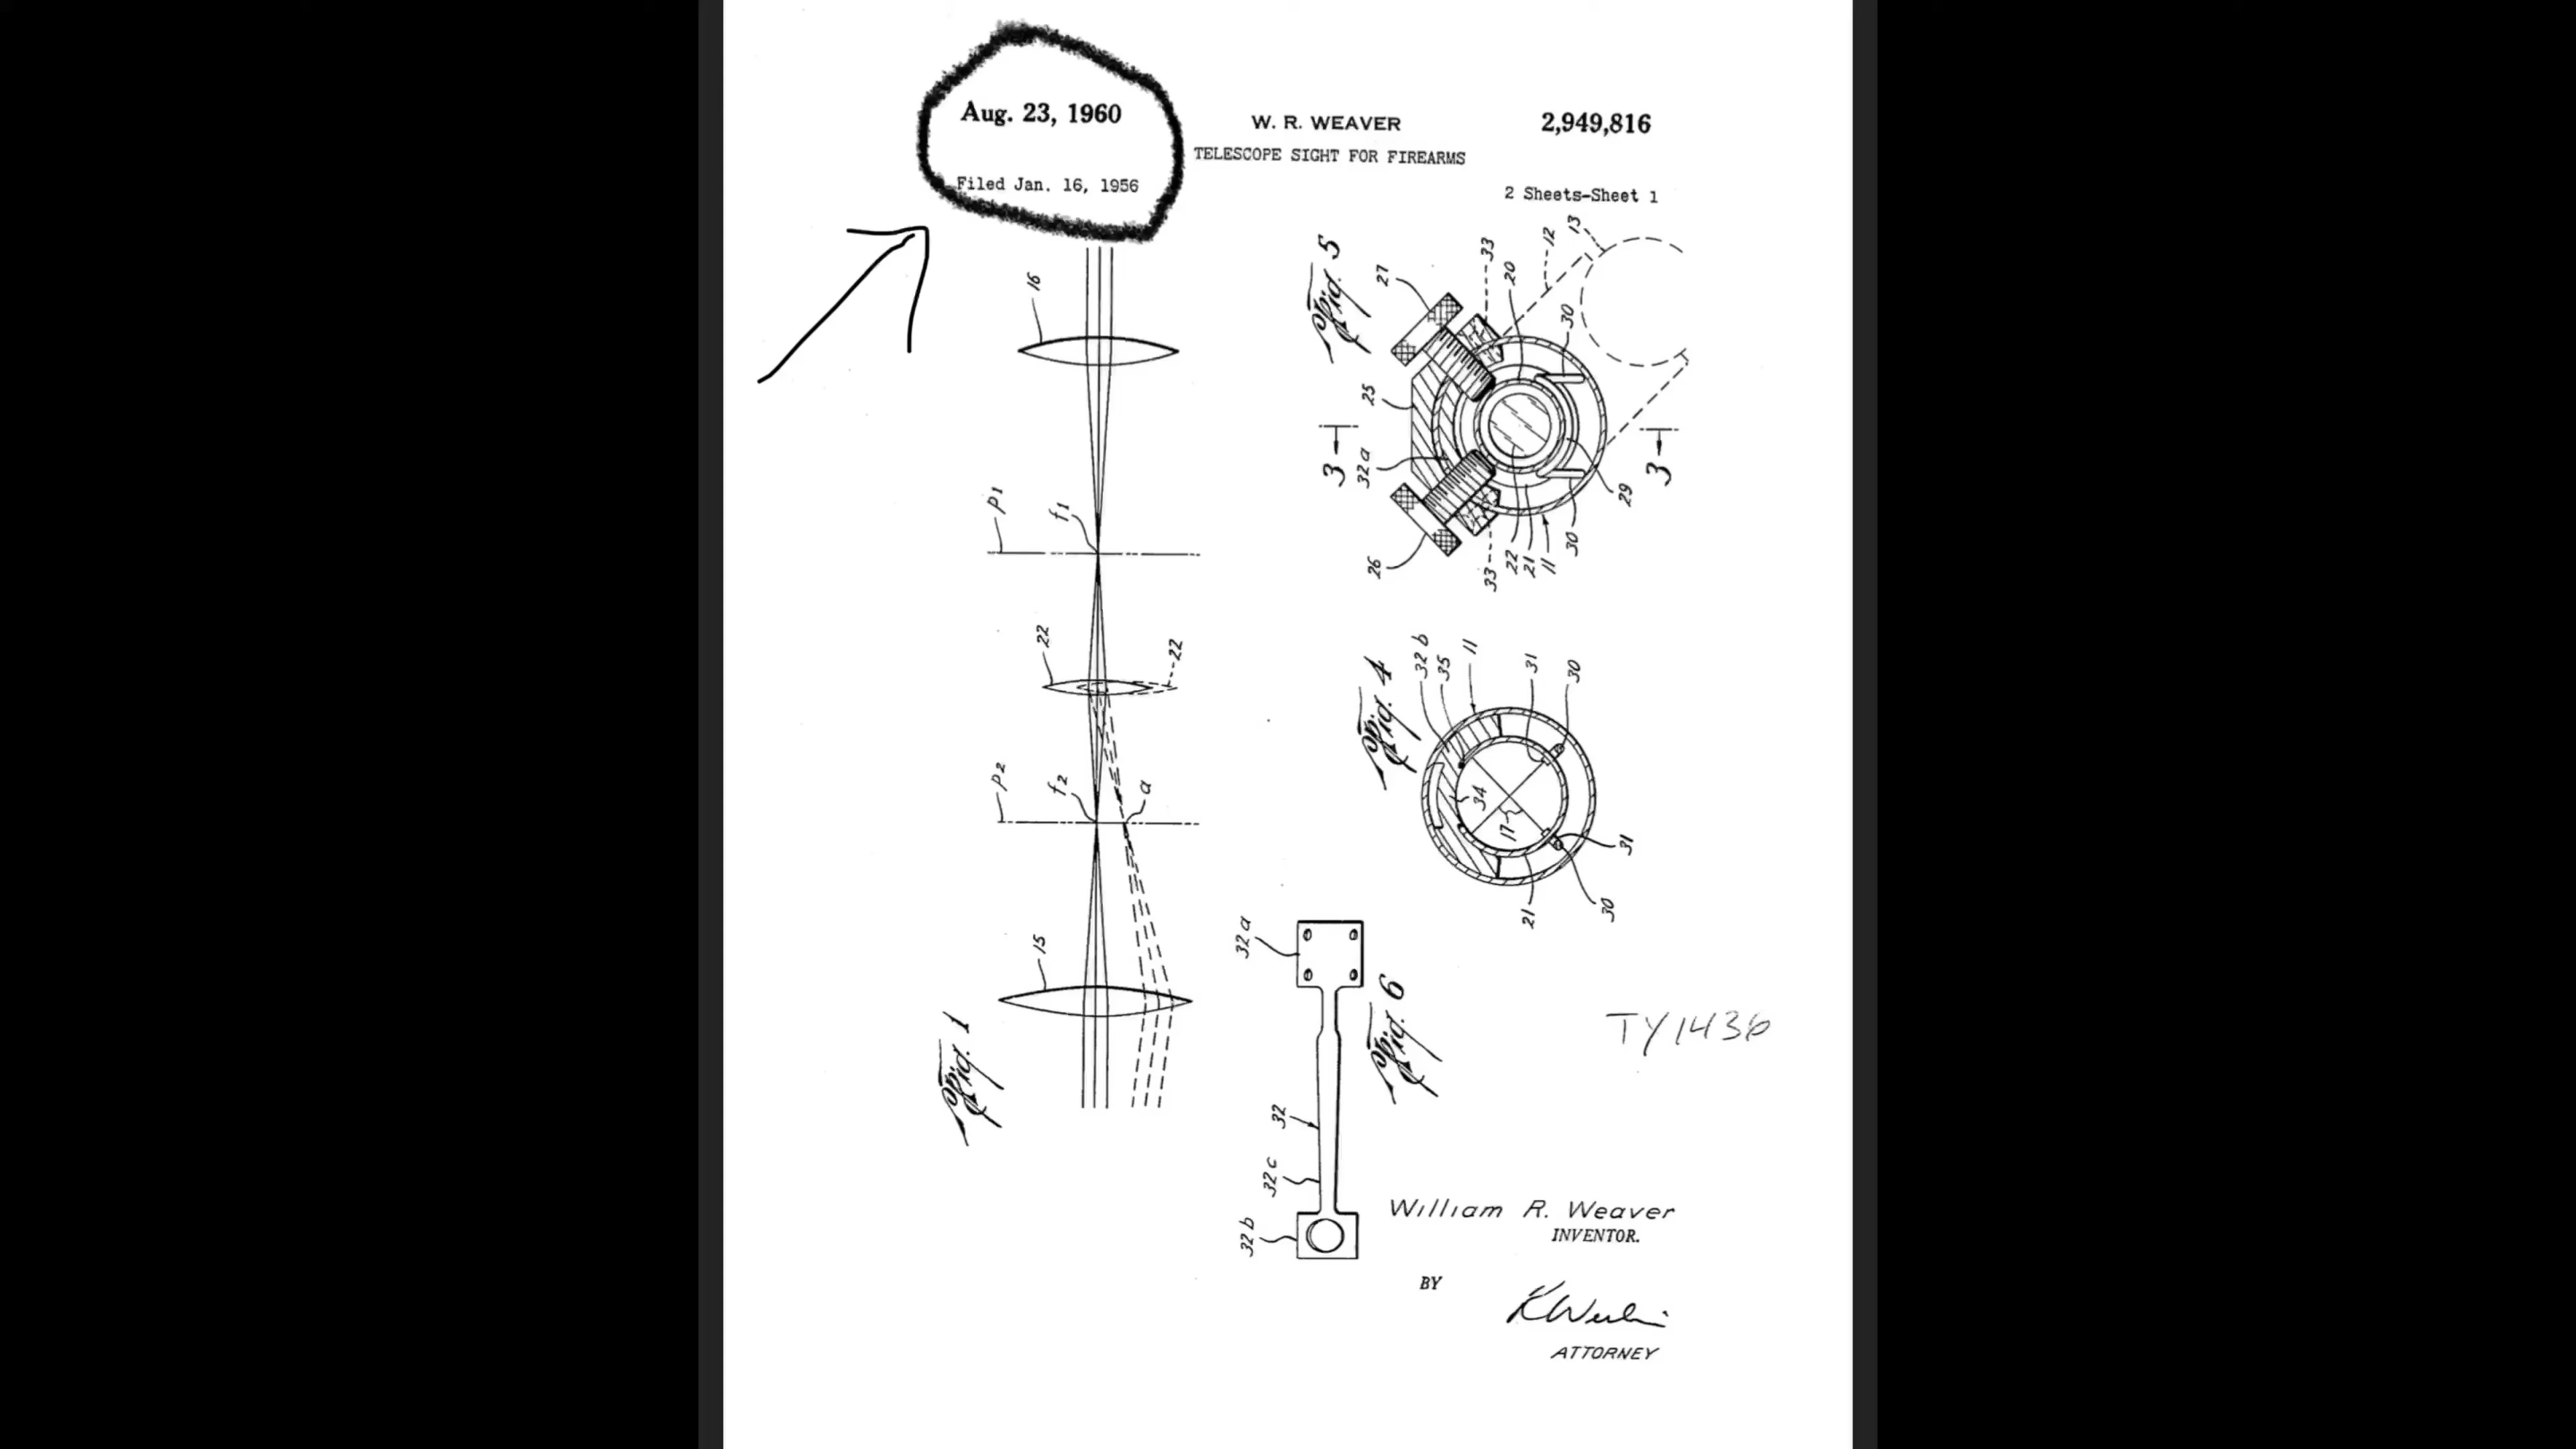 Aug. 23, 1960
W. R. WEAVER
2,949,816
TELESCOPE SIGHT FOR FIREARMS
Filed Jan. 16, 1956
2 Sheets-Sheet 1
Fig. 5
27
33
20
12
13
30
25
3
32a
3
26
33
22
21
11
30
29
16
P1
f1
22
22
P2
f2
a
15
Fig. 1
Fig. 4
32b
35
11
31
30
34
17
21
30
31
32a
Fig. 6
32
32c
32b
TY1436
William R. Weaver
INVENTOR.
BY
ATTORNEY